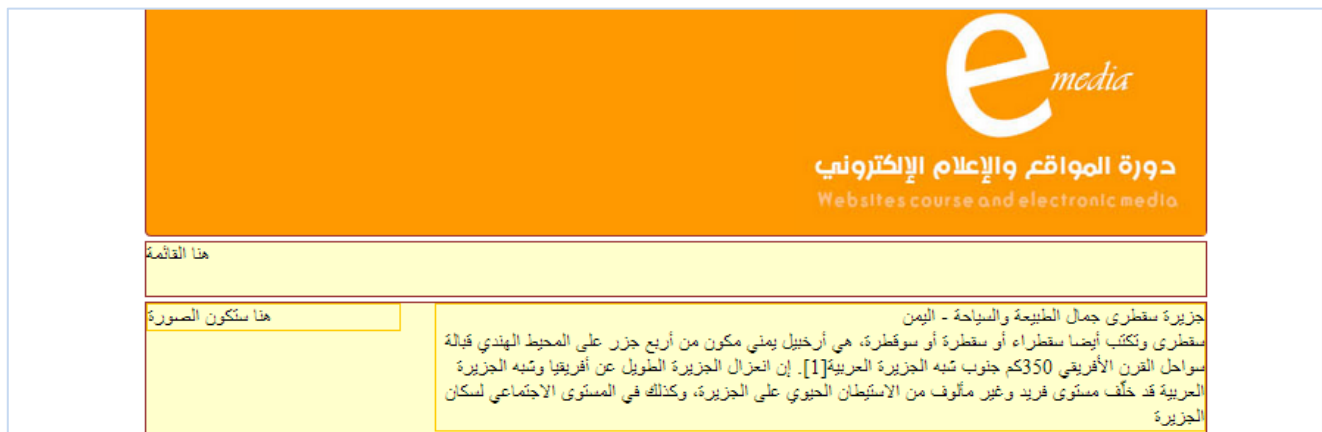 e media
دورة المواقع والإعلام الإلكتروني
Websites course and electronic media
هنا القائمة
جزيرة سقطرى جمال الطبيعة والسياحة - اليمن
سقطرى وتكتب أيضا سقطراء أو سقطرة أو سوقطرة، هي أرخبيل يمني مكون من أربع جزر على المحيط الهندي قبالة
سواحل القرن الأفريقي 350كم جنوب شبه الجزيرة العربية[1]. إن انعزال الجزيرة الطويل عن أفريقيا وشبه الجزيرة
العربية قد خلّف مستوى فريد وغير مألوف من الاستيطان الحيوي على الجزيرة، وكذلك في المستوى الاجتماعي لسكان
الجزيرة
هنا ستكون الصورة